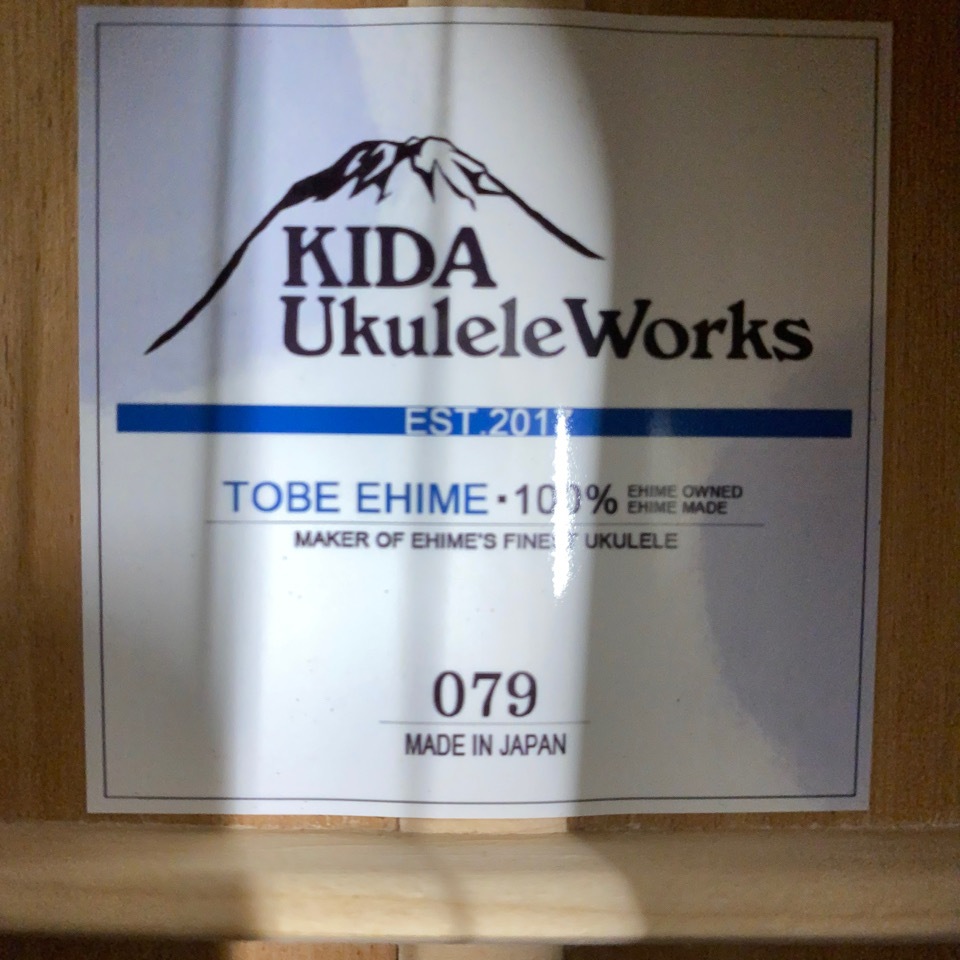 KIDA
UkuleleWorks
TOBE EHIME · 100% EHIME OWNED
EHIME MADE
MAKER OF EHIME'S FINEST UKULELE
079
MADE IN JAPAN